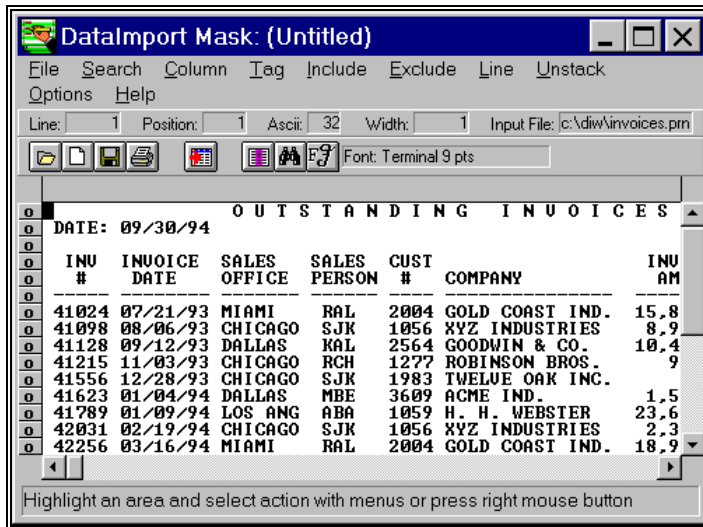 DataImport Mask: (Untitled)
File Search Column Tag Include Exclude Line Unstack
Options Help
Line: 1 Position: 1 Ascii: 32 Width: 1 Input File: c:\diw\invoices.prn
Font: Terminal 9 pts
O U T S T A N D I N G I N V O I C E S
DATE: 09/30/94
INV INVOICE SALES SALES CUST INV
# DATE OFFICE PERSON # COMPANY AM
----- -------- ------- ------ ---- --------------- ----
41024 07/21/93 MIAMI RAL 2004 GOLD COAST IND. 15,8
41098 08/06/93 CHICAGO SJK 1056 XYZ INDUSTRIES 8,9
41128 09/12/93 DALLAS KAL 2564 GOODWIN & CO. 10,4
41215 11/03/93 CHICAGO RCH 1277 ROBINSON BROS. 9
41556 12/28/93 CHICAGO SJK 1983 TWELVE OAK INC.
41623 01/04/94 DALLAS MBE 3609 ACME IND. 1,5
41789 01/09/94 LOS ANG ABA 1059 H. H. WEBSTER 23,6
42031 02/19/94 CHICAGO SJK 1056 XYZ INDUSTRIES 2,3
42256 03/16/94 MIAMI RAL 2004 GOLD COAST IND. 18,9
Highlight an area and select action with menus or press right mouse button